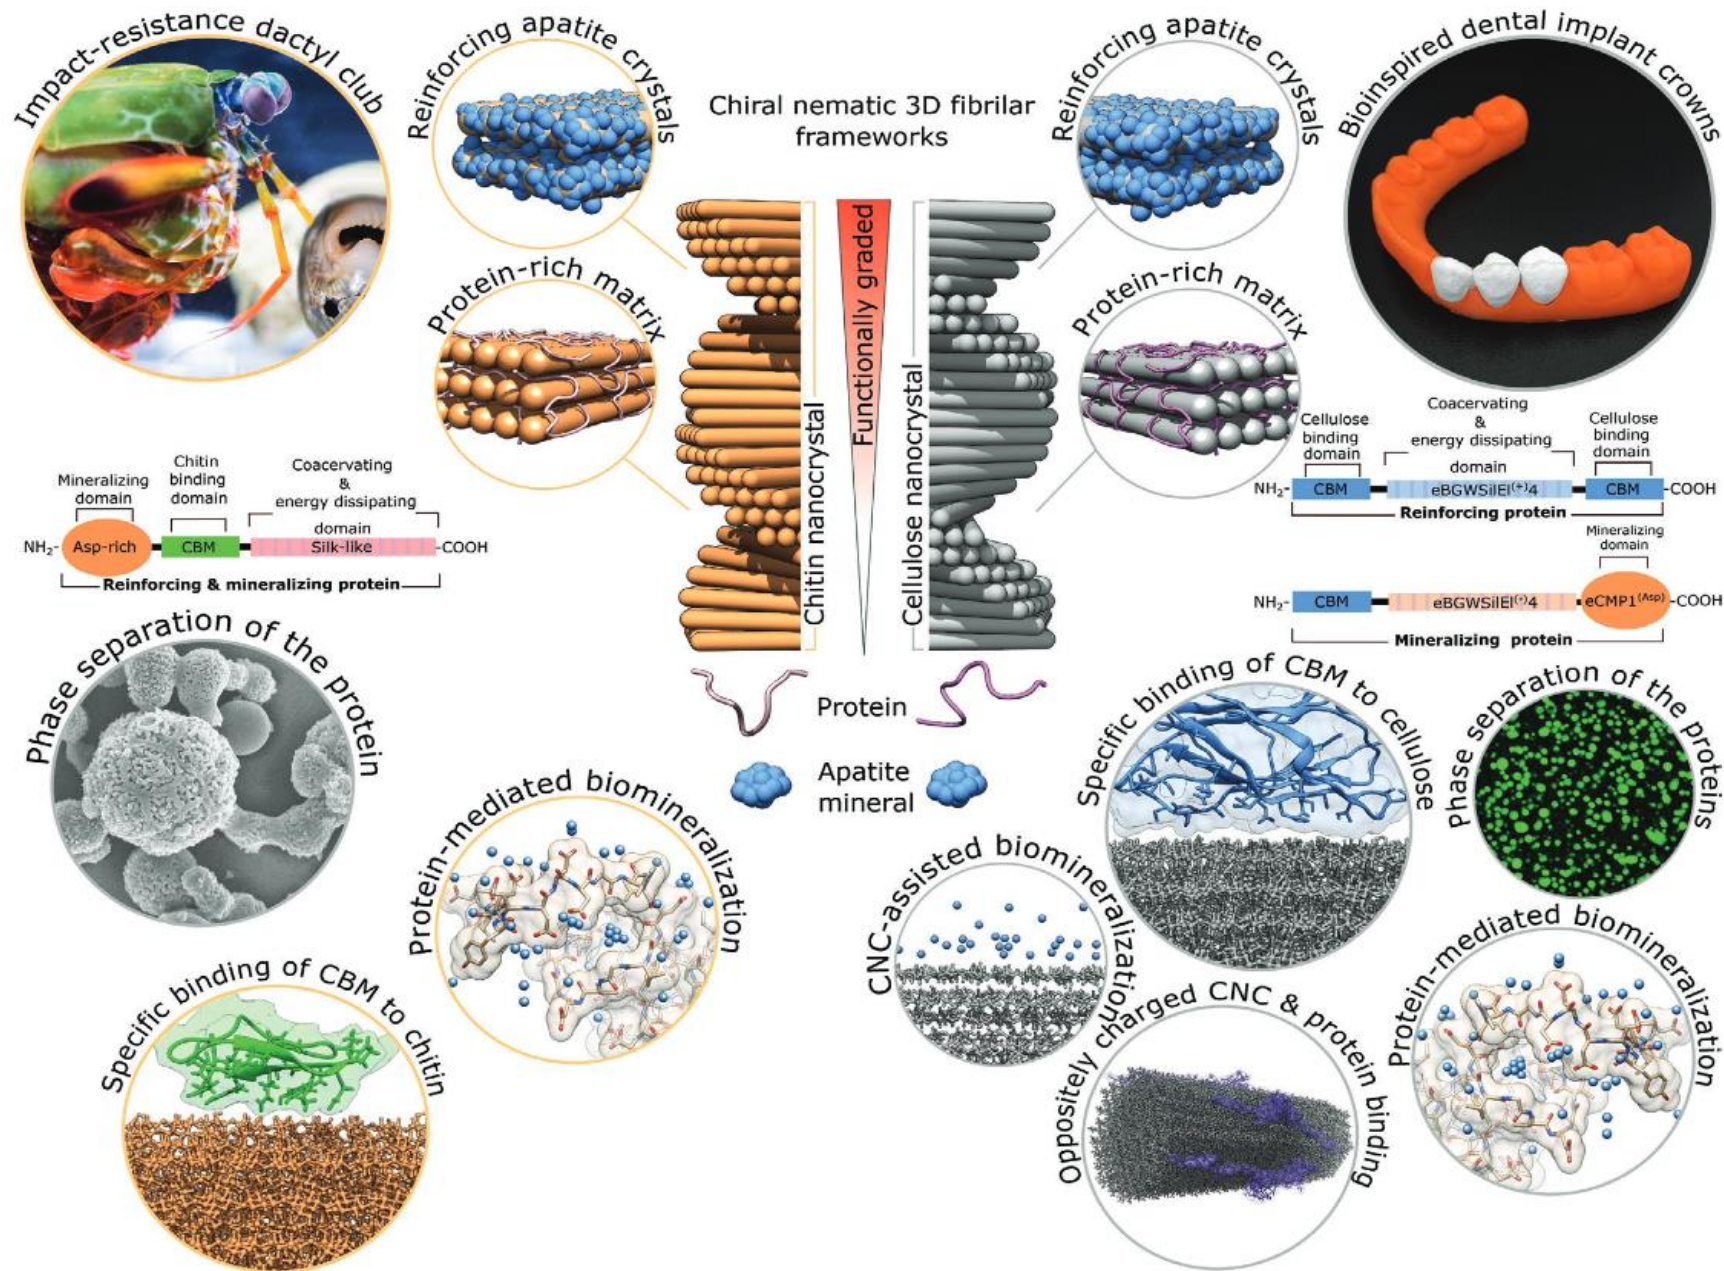 Impact-resistance dactyl club
Reinforcing apatite crystals
Chiral nematic 3D fibrilar
frameworks
Reinforcing apatite crystals
Bioinspired dental implant crowns
Protein-rich matrix
Chitin nanocrystal
Functionally graded
Cellulose nanocrystal
Protein-rich matrix
Mineralizing
domain
Chitin
binding
domain
Coacervating
&
energy dissipating
domain
NH2- Asp-rich CBM Silk-like -COOH
Reinforcing & mineralizing protein
Cellulose
binding
domain
Coacervating
&
energy dissipating
domain
Cellulose
binding
domain
NH2- CBM eBGWSilEl(+)4 CBM -COOH
Reinforcing protein
Mineralizing
domain
NH2- CBM eBGWSilEl(+)4 eCMP1(Asp) -COOH
Mineralizing protein
Phase separation of the protein
Protein
Apatite
mineral
Specific binding of CBM to cellulose
Phase separation of the proteins
Protein-mediated biomineralization
CNC-assisted biomineralization
Specific binding of CBM to chitin
Oppositely charged CNC & protein binding
Protein-mediated biomineralization